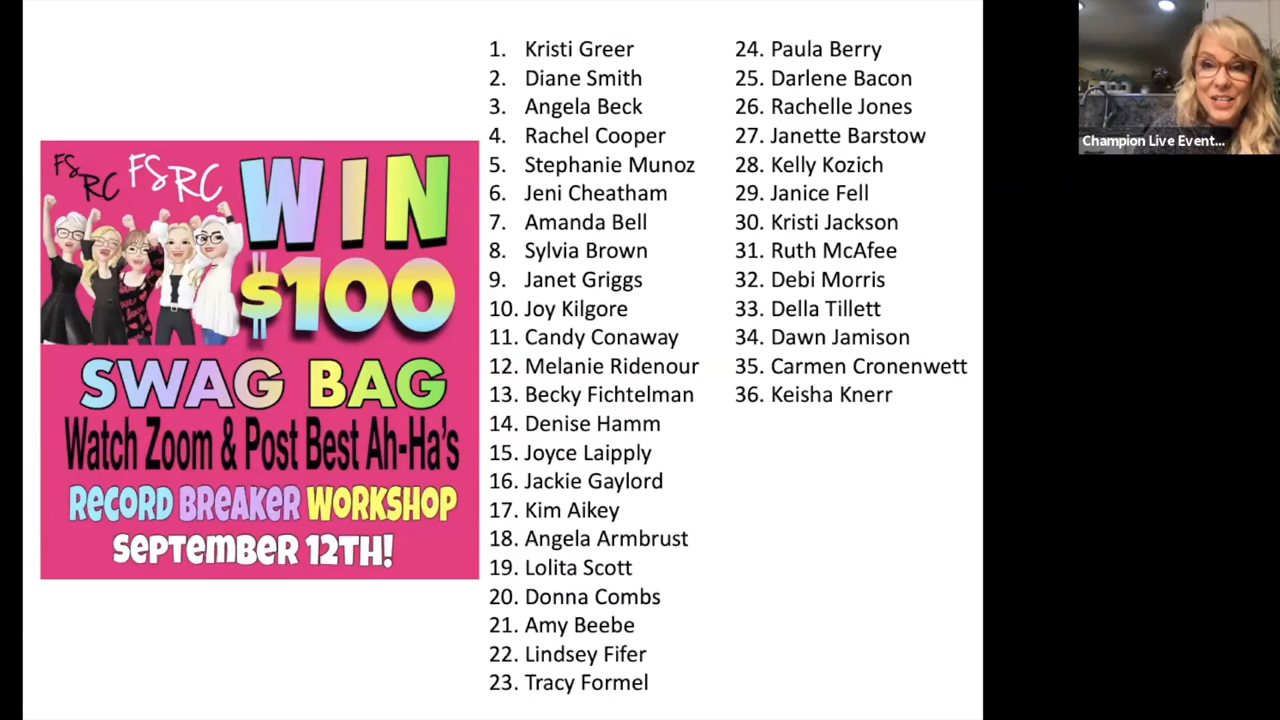 FS
RC
FSRC
WIN
$100
SWAG BAG
Watch Zoom & Post Best Ah-Ha's
RECORD BREAKER WORKSHOP
SEPTEMBER 12TH!
1. Kristi Greer
2. Diane Smith
3. Angela Beck
4. Rachel Cooper
5. Stephanie Munoz
6. Jeni Cheatham
7. Amanda Bell
8. Sylvia Brown
9. Janet Griggs
10. Joy Kilgore
11. Candy Conaway
12. Melanie Ridenour
13. Becky Fichtelman
14. Denise Hamm
15. Joyce Laipply
16. Jackie Gaylord
17. Kim Aikey
18. Angela Armbrust
19. Lolita Scott
20. Donna Combs
21. Amy Beebe
22. Lindsey Fifer
23. Tracy Formel
24. Paula Berry
25. Darlene Bacon
26. Rachelle Jones
27. Janette Barstow
28. Kelly Kozich
29. Janice Fell
30. Kristi Jackson
31. Ruth McAfee
32. Debi Morris
33. Della Tillett
34. Dawn Jamison
35. Carmen Cronenwett
36. Keisha Knerr
Champion Live Event...